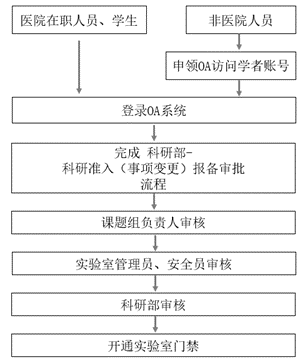 医院在职人员、学生
非医院人员
申领OA访问学者账号
登录OA系统
完成 科研部-
科研准入（事项变更）报备审批
流程
课题组负责人审核
实验室管理员、安全员审核
科研部审核
开通实验室门禁